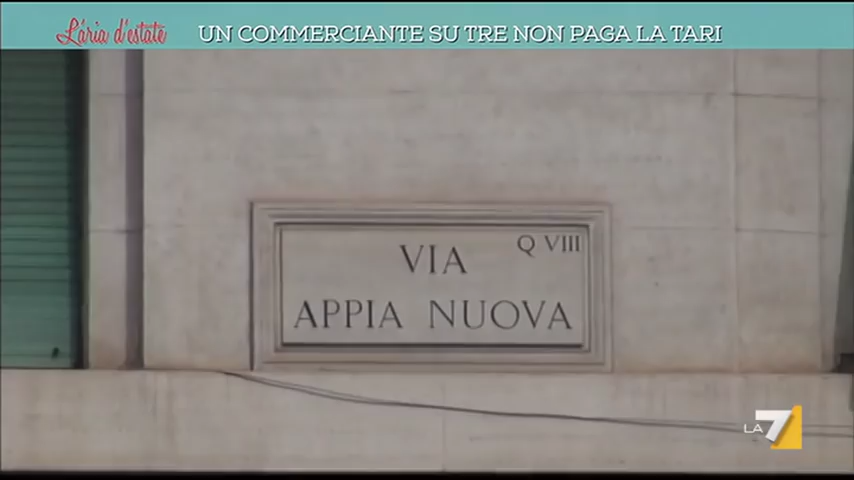 L'aria d'estate
UN COMMERCIANTE SU TRE NON PAGA LA TARI
Q VIII
VIA
APPIA NUOVA
LA7